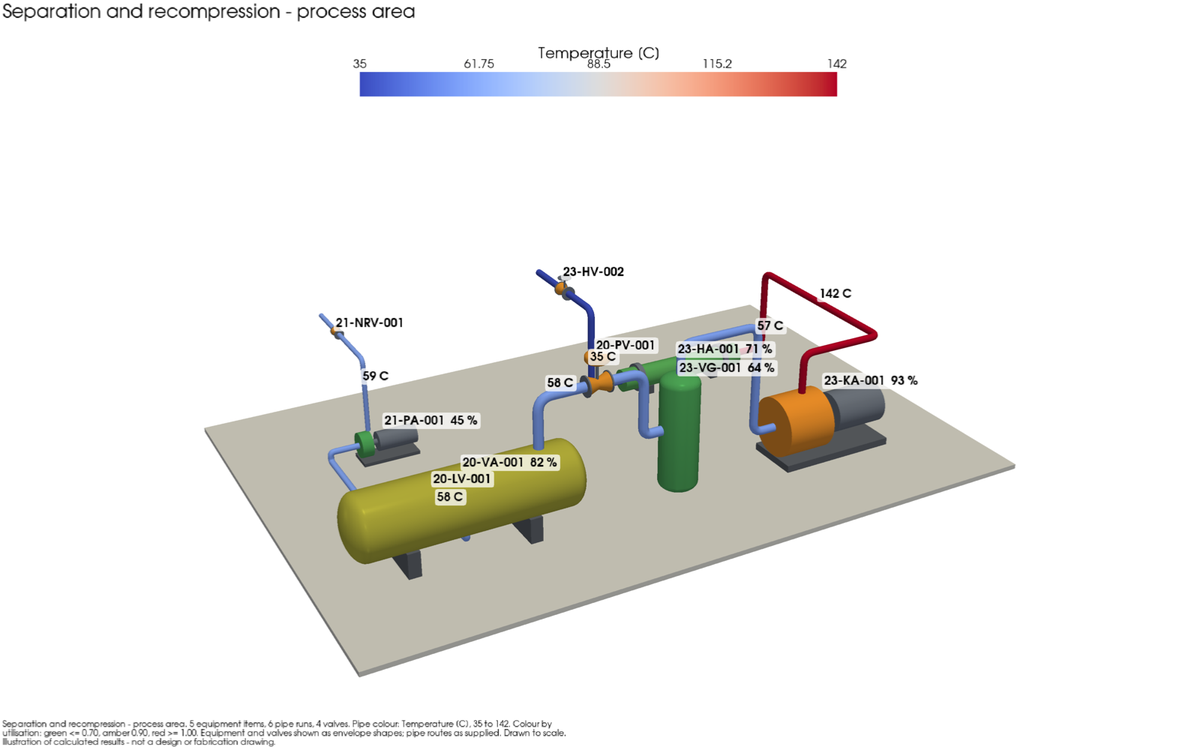 Separation and recompression - process area
Temperature (C)
35 61.75 88.5 115.2 142
23-HV-002
142 C
21-NRV-001
57 C
20-PV-001
23-HA-001 71 %
35 C
23-VG-001 64 %
59 C
58 C
23-KA-001 93 %
21-PA-001 45 %
20-VA-001 82 %
20-LV-001
58 C
Separation and recompression - process area. 5 equipment items, 6 pipe runs, 4 valves. Pipe colour: Temperature (C), 35 to 142. Colour by
utilisation: green <= 0.70, amber 0.90, red >= 1.00. Equipment and valves shown as envelope shapes; pipe routes as supplied. Drawn to scale.
Illustration of calculated results - not a design or fabrication drawing.